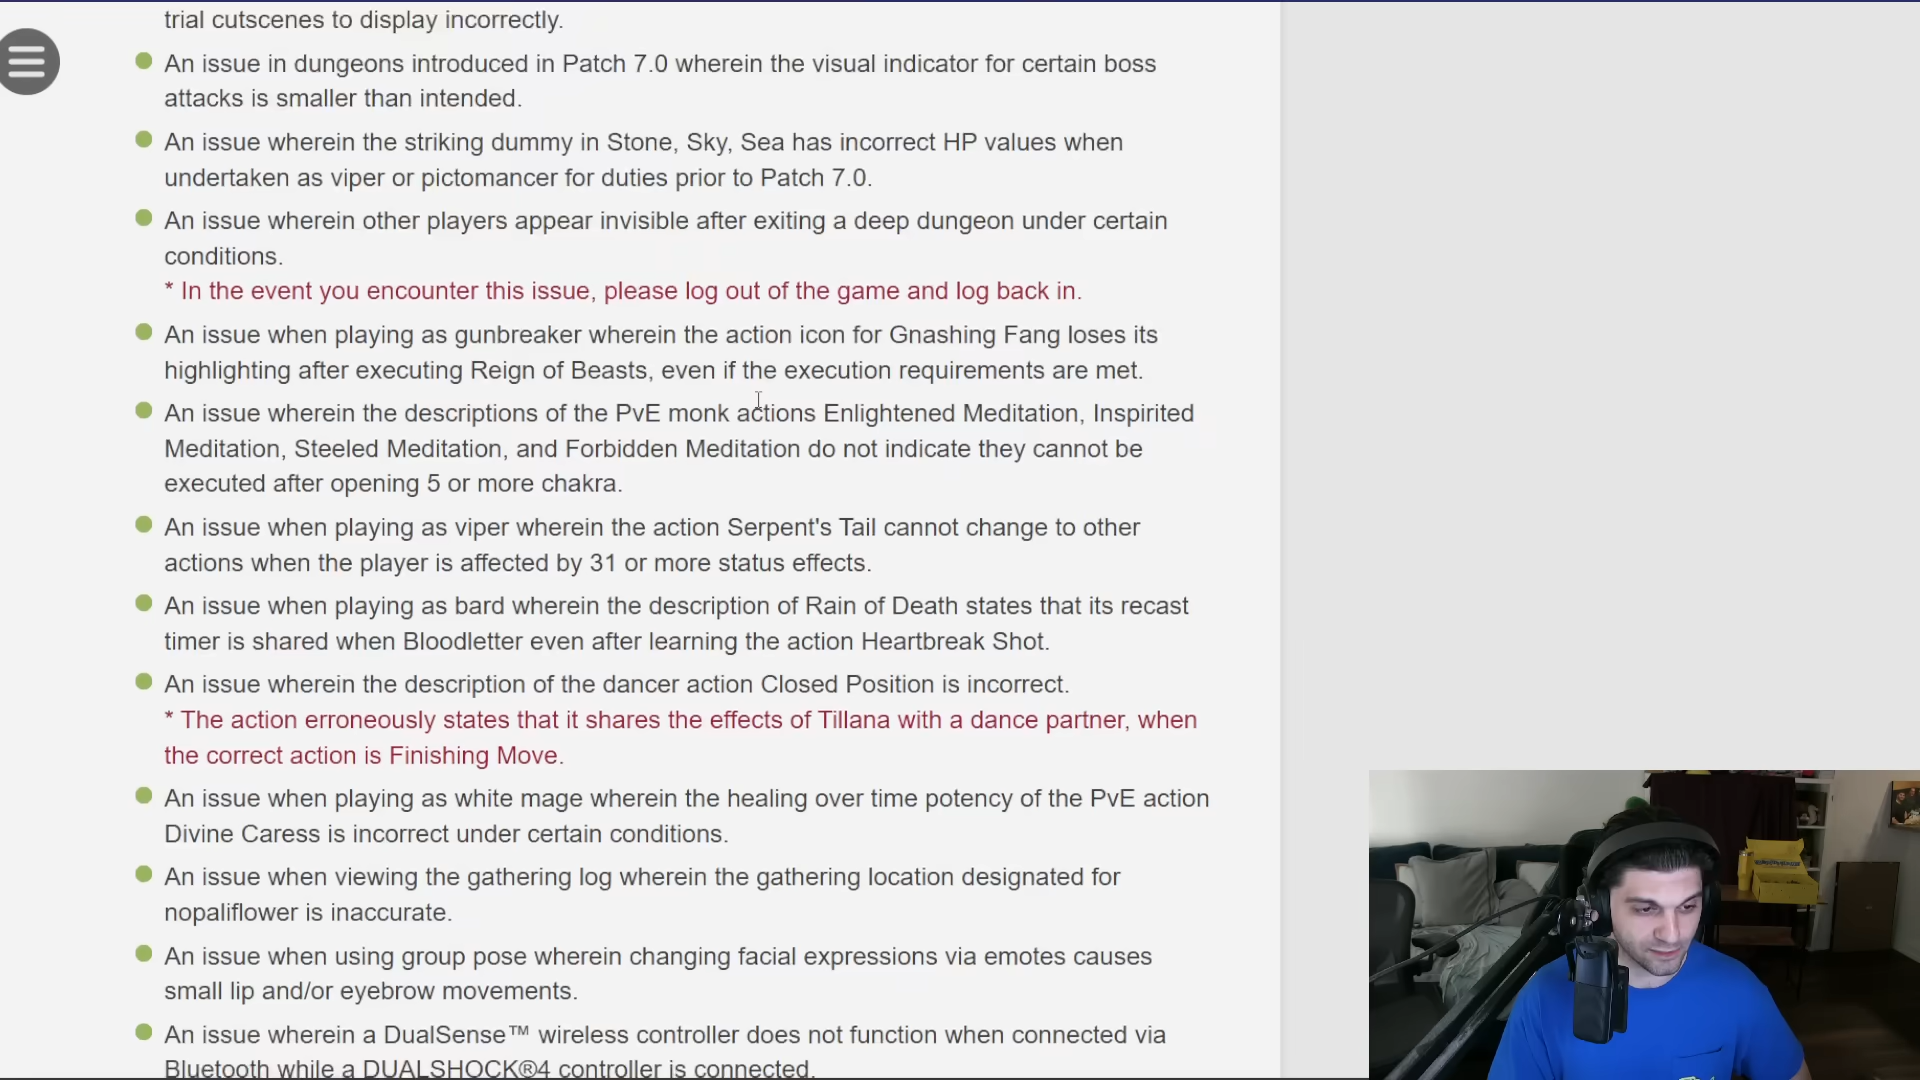 trial cutscenes to display incorrectly.
An issue in dungeons introduced in Patch 7.0 wherein the visual indicator for certain boss
attacks is smaller than intended.
An issue wherein the striking dummy in Stone, Sky, Sea has incorrect HP values when
undertaken as viper or pictomancer for duties prior to Patch 7.0.
An issue wherein other players appear invisible after exiting a deep dungeon under certain
conditions.
* In the event you encounter this issue, please log out of the game and log back in.
An issue when playing as gunbreaker wherein the action icon for Gnashing Fang loses its
highlighting after executing Reign of Beasts, even if the execution requirements are met.
An issue wherein the descriptions of the PvE monk actions Enlightened Meditation, Inspirited
Meditation, Steeled Meditation, and Forbidden Meditation do not indicate they cannot be
executed after opening 5 or more chakra.
An issue when playing as viper wherein the action Serpent's Tail cannot change to other
actions when the player is affected by 31 or more status effects.
An issue when playing as bard wherein the description of Rain of Death states that its recast
timer is shared when Bloodletter even after learning the action Heartbreak Shot.
An issue wherein the description of the dancer action Closed Position is incorrect.
* The action erroneously states that it shares the effects of Tillana with a dance partner, when
the correct action is Finishing Move.
An issue when playing as white mage wherein the healing over time potency of the PvE action
Divine Caress is incorrect under certain conditions.
An issue when viewing the gathering log wherein the gathering location designated for
nopaliflower is inaccurate.
An issue when using group pose wherein changing facial expressions via emotes causes
small lip and/or eyebrow movements.
An issue wherein a DualSense™ wireless controller does not function when connected via
Bluetooth while a DUALSHOCK®4 controller is connected.